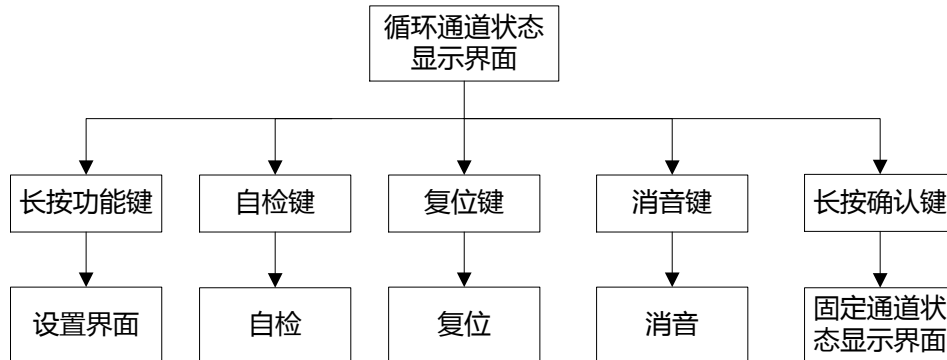 循环通道状态
显示界面
长按功能键
自检键
复位键
消音键
长按确认键
设置界面
自检
复位
消音
固定通道状
态显示界面